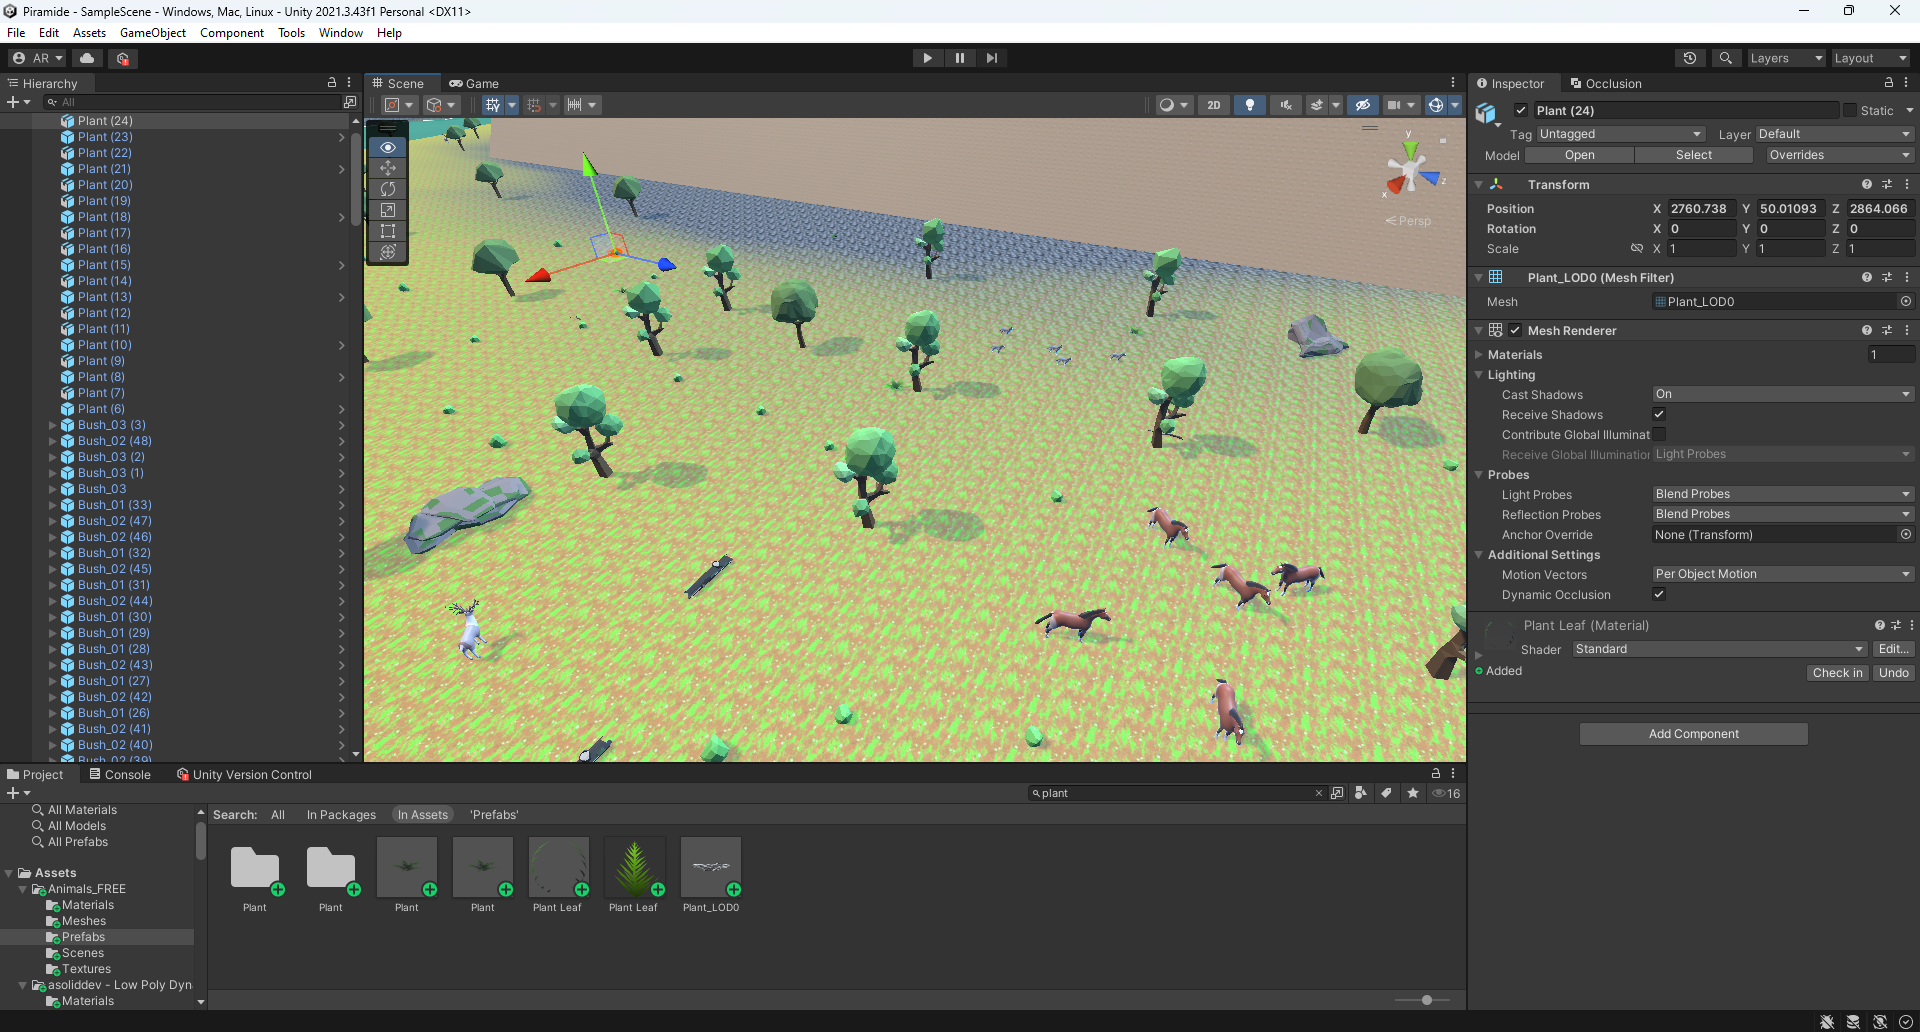 Piramide - SampleScene - Windows, Mac, Linux - Unity 2021.3.43f1 Personal <DX11>
File Edit Assets GameObject Component Tools Window Help
AR
Layers
Layout
Hierarchy
All
Plant (24)
Plant (23)
Plant (22)
Plant (21)
Plant (20)
Plant (19)
Plant (18)
Plant (17)
Plant (16)
Plant (15)
Plant (14)
Plant (13)
Plant (12)
Plant (11)
Plant (10)
Plant (9)
Plant (8)
Plant (7)
Plant (6)
Bush_03 (3)
Bush_02 (48)
Bush_03 (2)
Bush_03 (1)
Bush_03
Bush_01 (33)
Bush_02 (47)
Bush_02 (46)
Bush_01 (32)
Bush_02 (45)
Bush_01 (31)
Bush_02 (44)
Bush_01 (30)
Bush_01 (29)
Bush_01 (28)
Bush_02 (43)
Bush_01 (27)
Bush_02 (42)
Bush_01 (26)
Bush_02 (41)
Bush_02 (40)
Bush_02 (39)
Scene
Game
2D
y
x
z
Persp
Inspector
Occlusion
Plant (24)
Static
Tag Untagged
Layer Default
Model Open Select Overrides
Transform
Position X 2760.738 Y 50.01093 Z 2864.066
Rotation X 0 Y 0 Z 0
Scale X 1 Y 1 Z 1
Plant_LOD0 (Mesh Filter)
Mesh Plant_LOD0
Mesh Renderer
Materials 1
Lighting
Cast Shadows On
Receive Shadows
Contribute Global Illuminat
Receive Global Illumination Light Probes
Probes
Light Probes Blend Probes
Reflection Probes Blend Probes
Anchor Override None (Transform)
Additional Settings
Motion Vectors Per Object Motion
Dynamic Occlusion
Plant Leaf (Material)
Shader Standard Edit...
Added Check in Undo
Add Component
Project
Console
Unity Version Control
plant
16
All Materials
All Models
All Prefabs
Assets
Animals_FREE
Materials
Meshes
Prefabs
Scenes
Textures
asoliddev - Low Poly Dyn
Materials
Search: All In Packages In Assets 'Prefabs'
Plant Plant Plant Plant Plant Leaf Plant Leaf Plant_LOD0